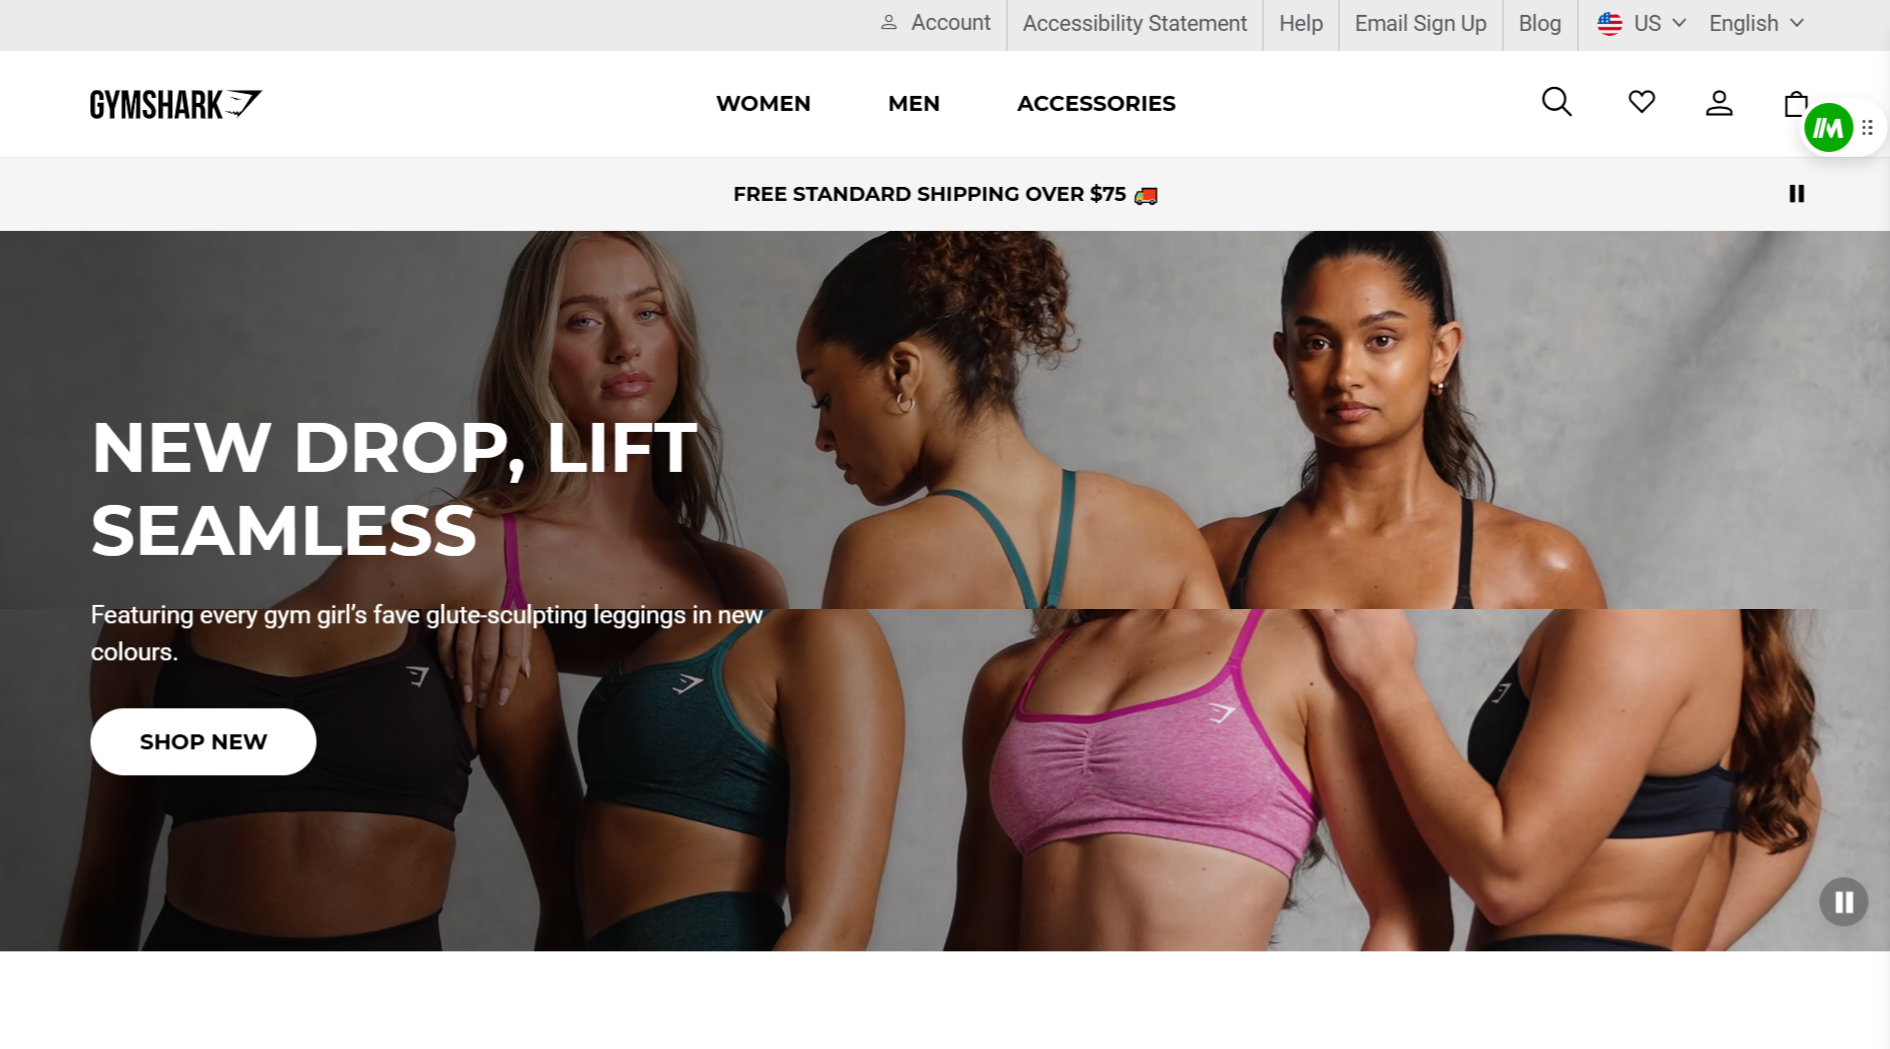 Account
Accessibility Statement
Help
Email Sign Up
Blog
US
English
GYMSHARK
WOMEN
MEN
ACCESSORIES
FREE STANDARD SHIPPING OVER $75
NEW DROP, LIFT
SEAMLESS
Featuring every gym girl’s fave glute-sculpting leggings in new
colours.
SHOP NEW